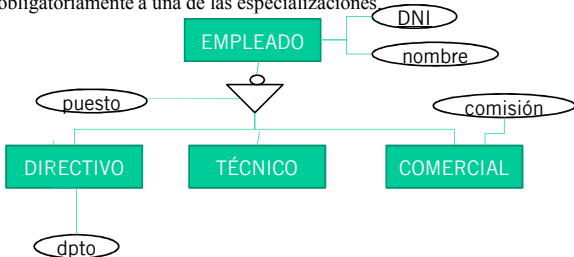 obligatoriamente a una de las especializaciones.
DNI
EMPLEADO
nombre
puesto
comisión
DIRECTIVO
TÉCNICO
COMERCIAL
dpto